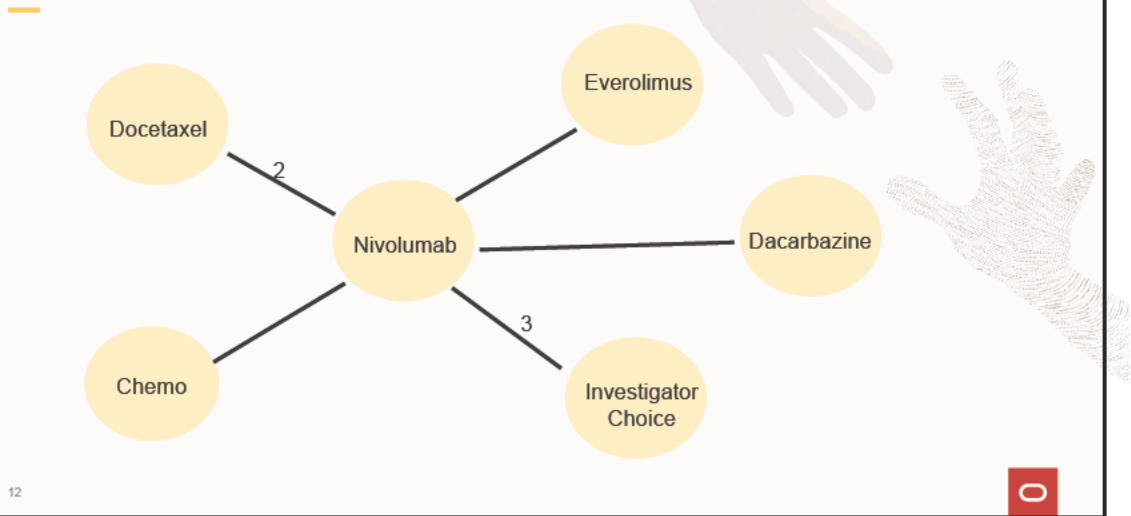 Everolimus
Docetaxel
2
Nivolumab
Dacarbazine
3
Chemo
Investigator
Choice
12